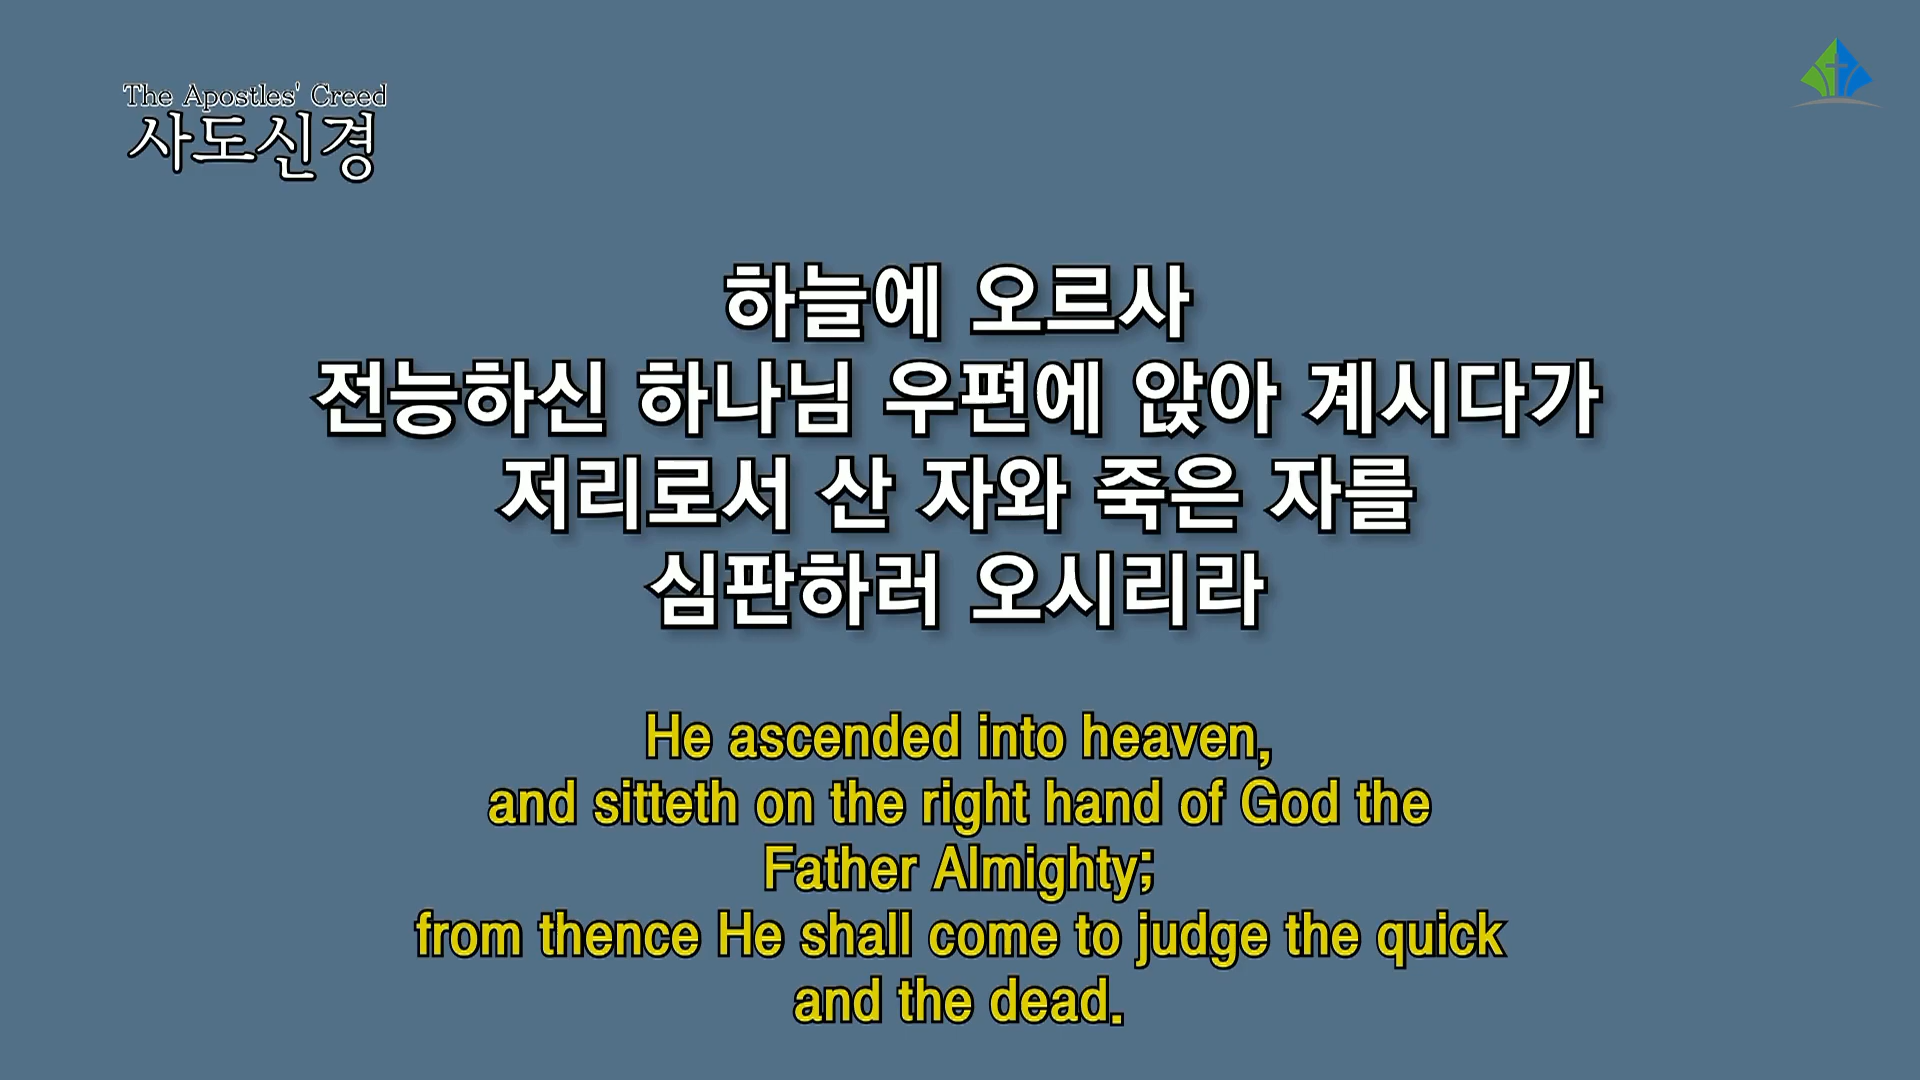 The Apostles' Creed
사도신경
하늘에 오르사
전능하신 하나님 우편에 앉아 계시다가
저리로서 산 자와 죽은 자를
심판하러 오시리라
He ascended into heaven,
and sitteth on the right hand of God the
Father Almighty;
from thence He shall come to judge the quick
and the dead.